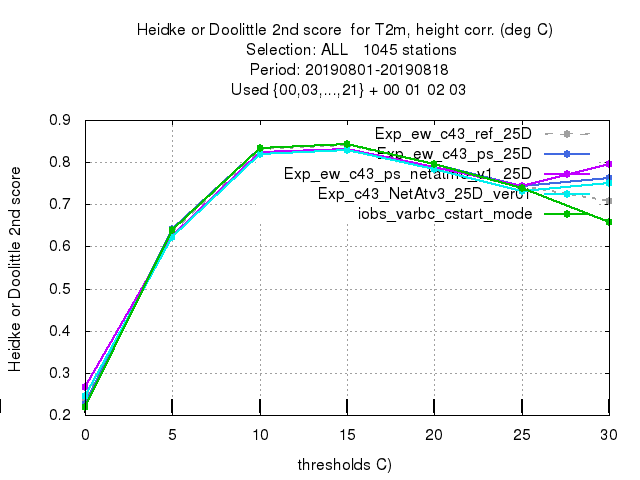 Heidke or Doolittle 2nd score for T2m, height corr. (deg C)
Selection: ALL 1045 stations
Period: 20190801-20190818
Used {00,03,...,21} + 00 01 02 03
Heidke or Doolittle 2nd score
0.9
0.8
0.7
0.6
0.5
0.4
0.3
0.2
Exp_ew_c43_ref_25D
Exp_ew_c43_ps_25D
Exp_ew_c43_ps_netatmo_v1_25D
Exp_c43_NetAtv3_25D_ver01
iobs_varbc_cstart_mode
0 5 10 15 20 25 30
thresholds C)